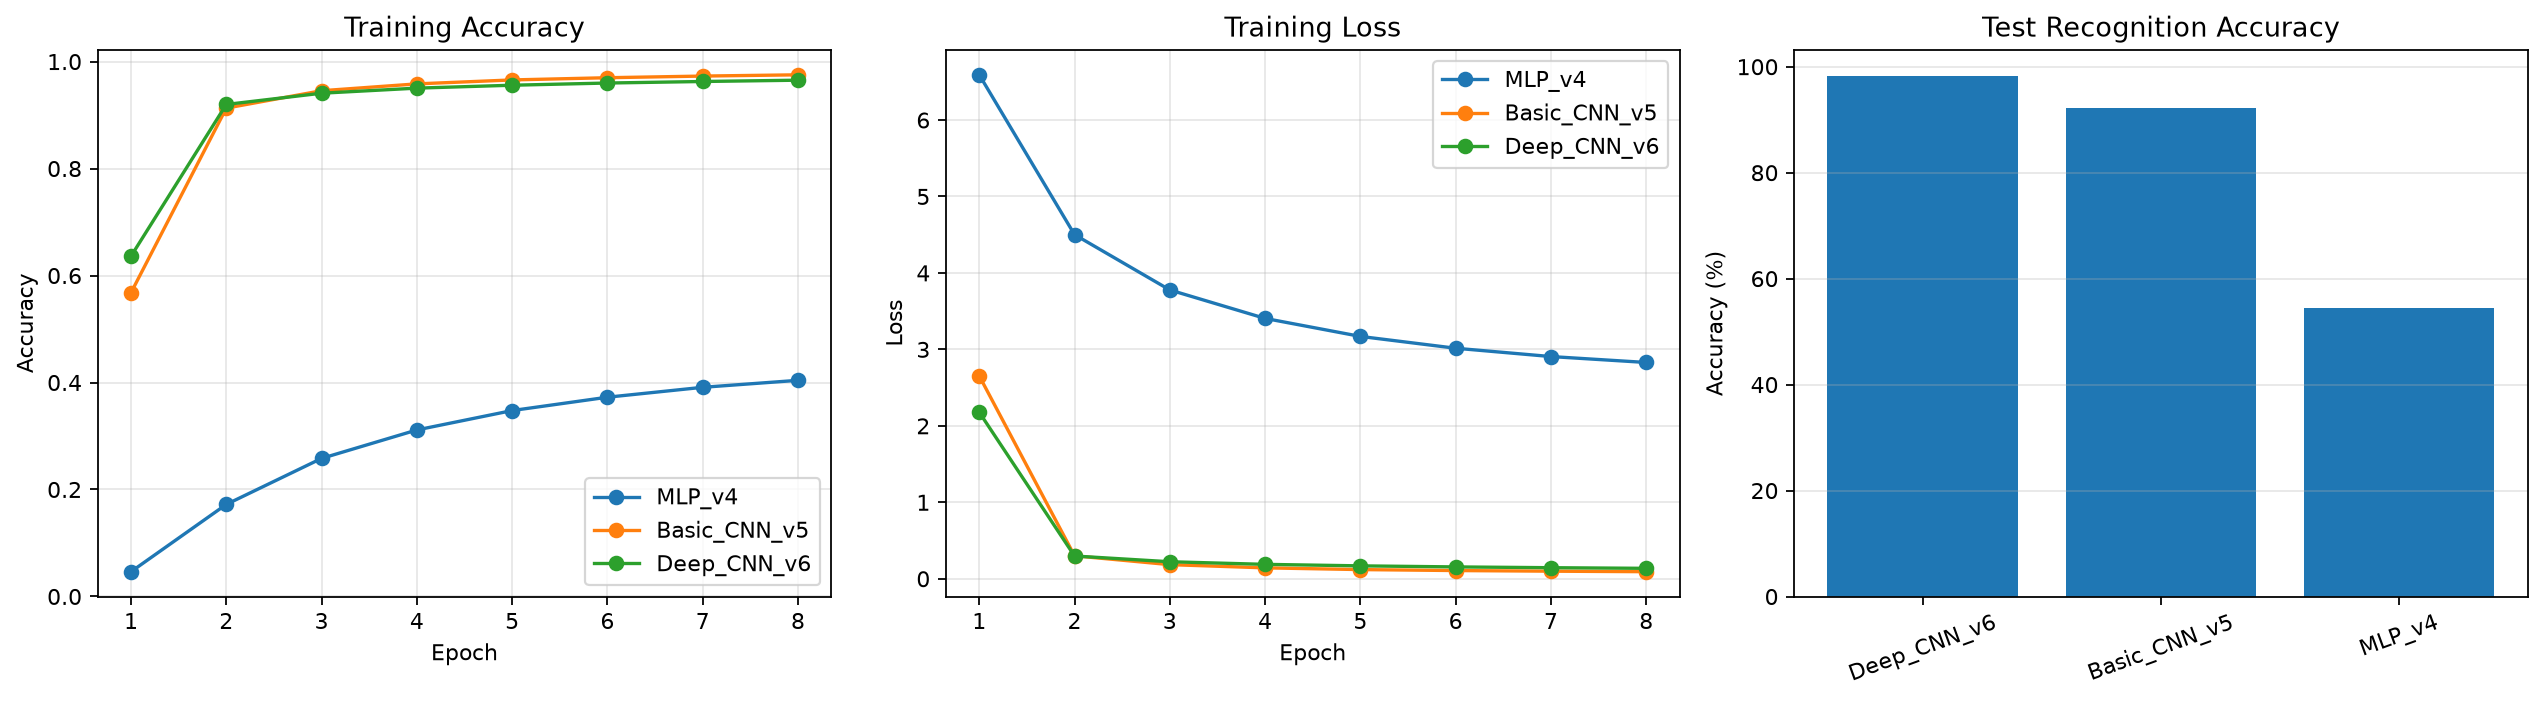 Training Accuracy
Accuracy
1.0
0.8
0.6
0.4
0.2
0.0
MLP_v4
Basic_CNN_v5
Deep_CNN_v6
1 2 3 4 5 6 7 8
Epoch
Training Loss
Loss
6
5
4
3
2
1
0
MLP_v4
Basic_CNN_v5
Deep_CNN_v6
1 2 3 4 5 6 7 8
Epoch
Test Recognition Accuracy
Accuracy (%)
100
80
60
40
20
0
Deep_CNN_v6
Basic_CNN_v5
MLP_v4